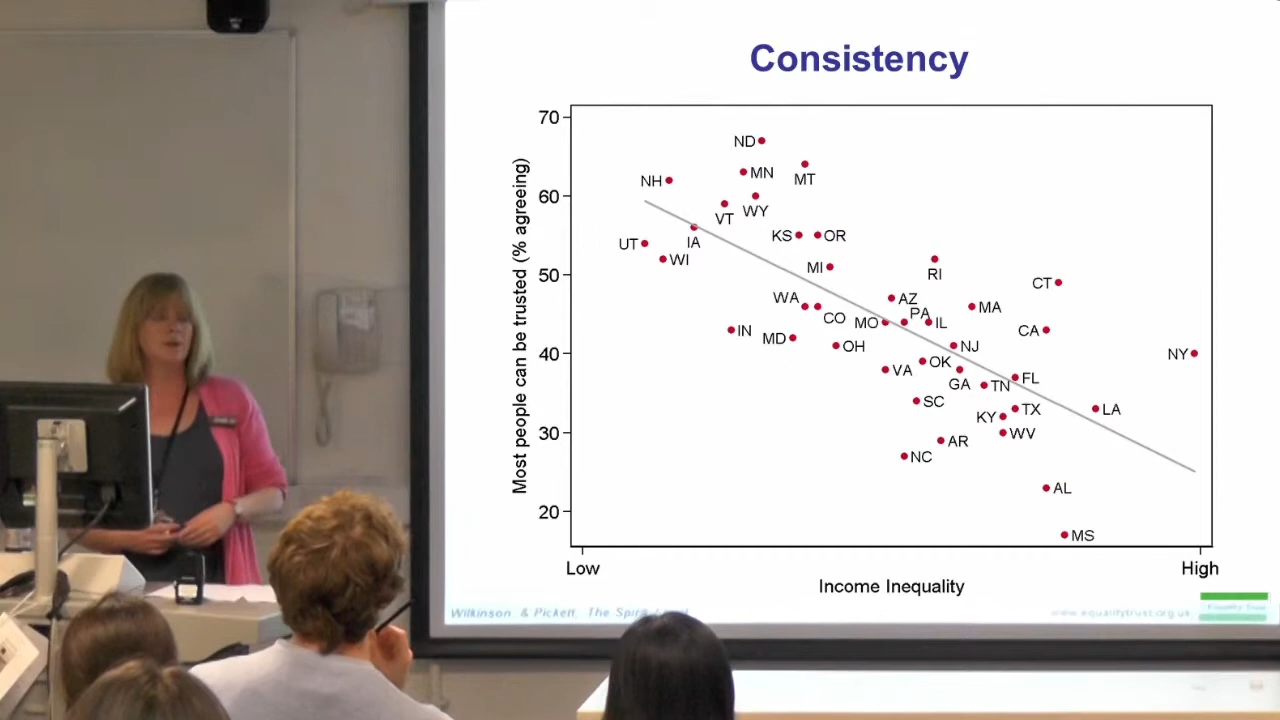 Consistency
Most people can be trusted (% agreeing)
70
60
50
40
30
20
ND
MN
MT
NH
WY
VT
KS
OR
UT
IA
WI
MI
RI
CT
WA
AZ
MA
CO
MO
PA
IL
CA
IN
MD
OH
NJ
NY
OK
VA
GA
FL
TN
SC
TX
LA
KY
WV
AR
NC
AL
MS
Low
High
Income Inequality
Wilkinson & Pickett, The Spirit Level
www.equalitytrust.org.uk
Equality Trust